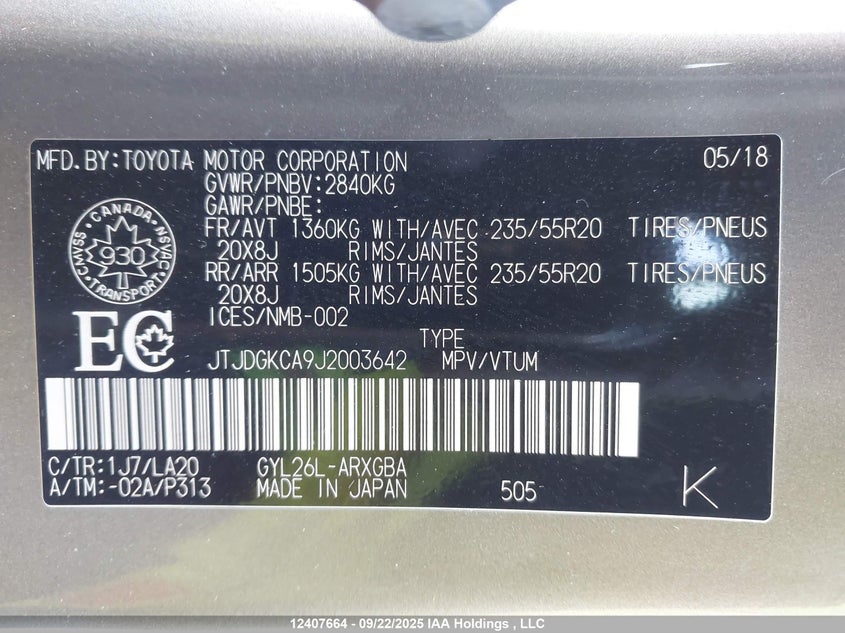 MFD.BY:TOYOTA MOTOR CORPORATION 05/18
GVWR/PNBV:2840KG
GAWR/PNBE:
FR/AVT 1360KG WITH/AVEC 235/55R20 TIRES/PNEUS
20X8J RIMS/JANTES
RR/ARR 1505KG WITH/AVEC 235/55R20 TIRES/PNEUS
20X8J RIMS/JANTES
ICES/NMB-002
CANADA
CMVSS 930 NSVAC
TRANSPORT
EC
TYPE
JTJDGKCA9J2003642 MPV/VTUM
C/TR:1J7/LA20 GYL26L-ARXGBA
A/TM:-02A/P313 MADE IN JAPAN 505 K
12407664 - 09/22/2025 IAA Holdings , LLC